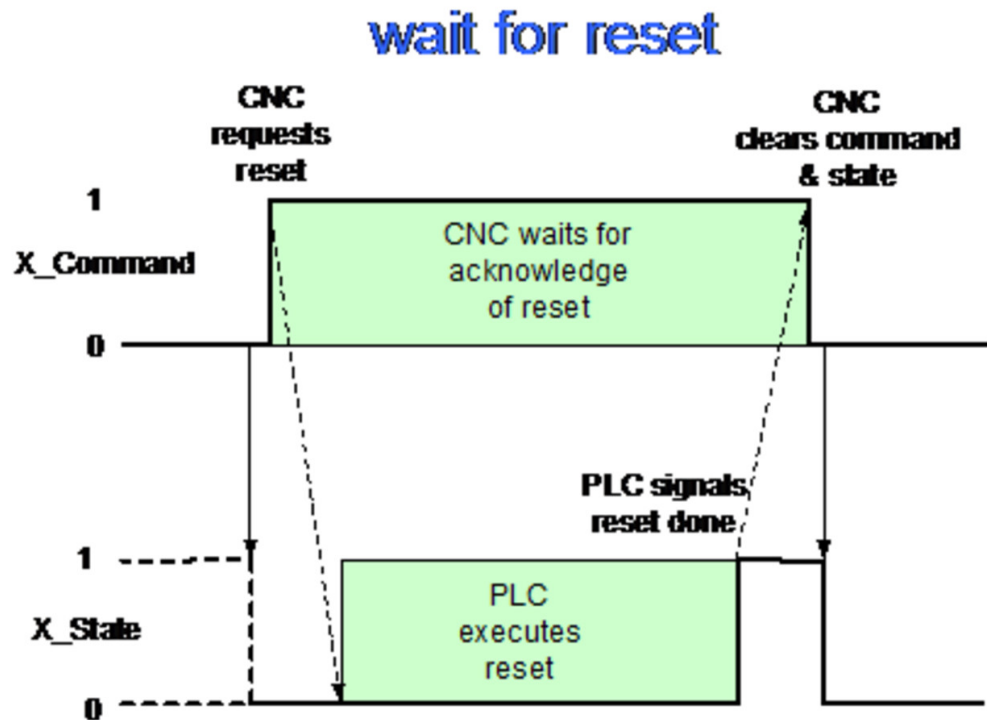 wait for reset
CNC
requests
reset
CNC
clears command
& state
1
X_Command
0
CNC waits for
acknowledge
of reset
PLC signals
reset done
1
X_State
0
PLC
executes
reset